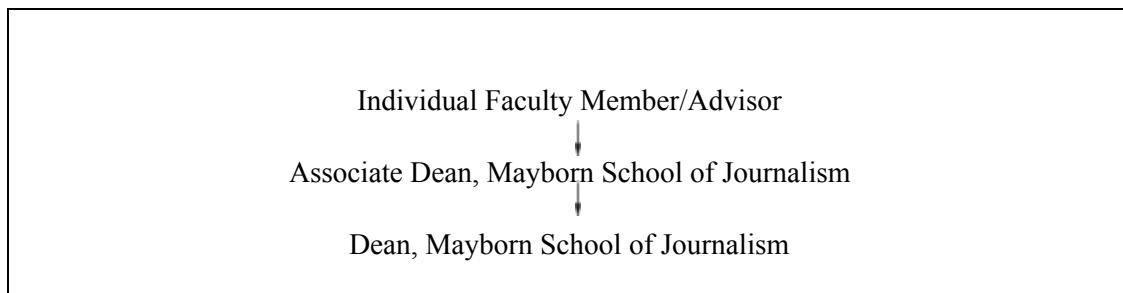 Individual Faculty Member/Advisor
Associate Dean, Mayborn School of Journalism
Dean, Mayborn School of Journalism